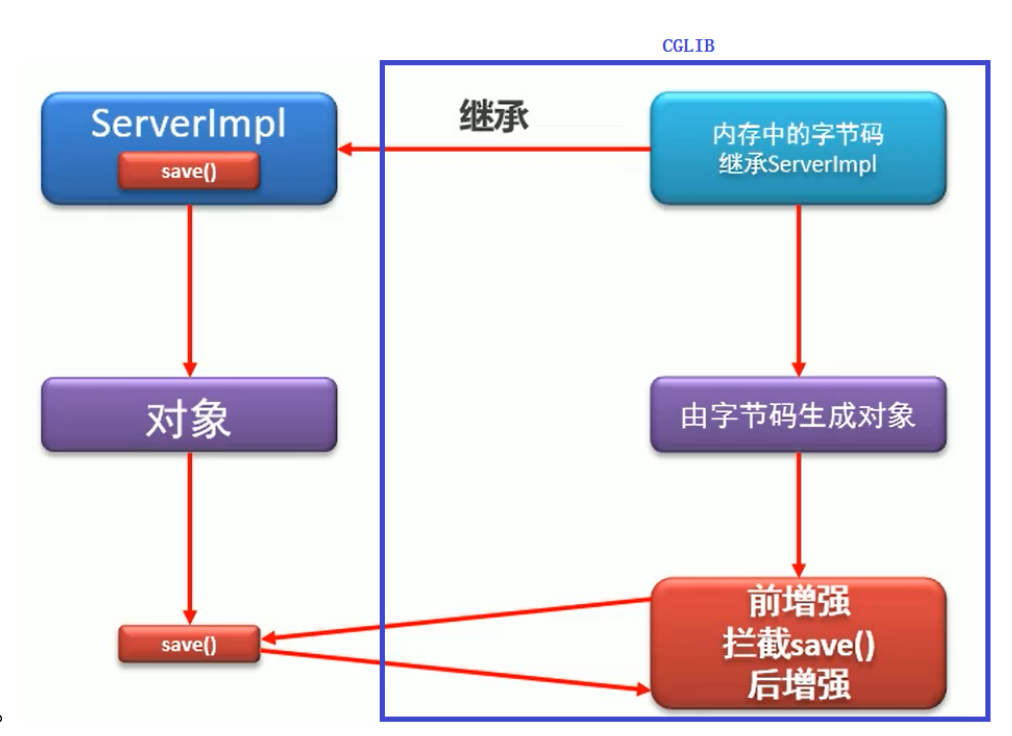 CGLIB
ServerImpl
save()
继承
内存中的字节码
继承ServerImpl
对象
由字节码生成对象
save()
前增强
拦截save()
后增强
。